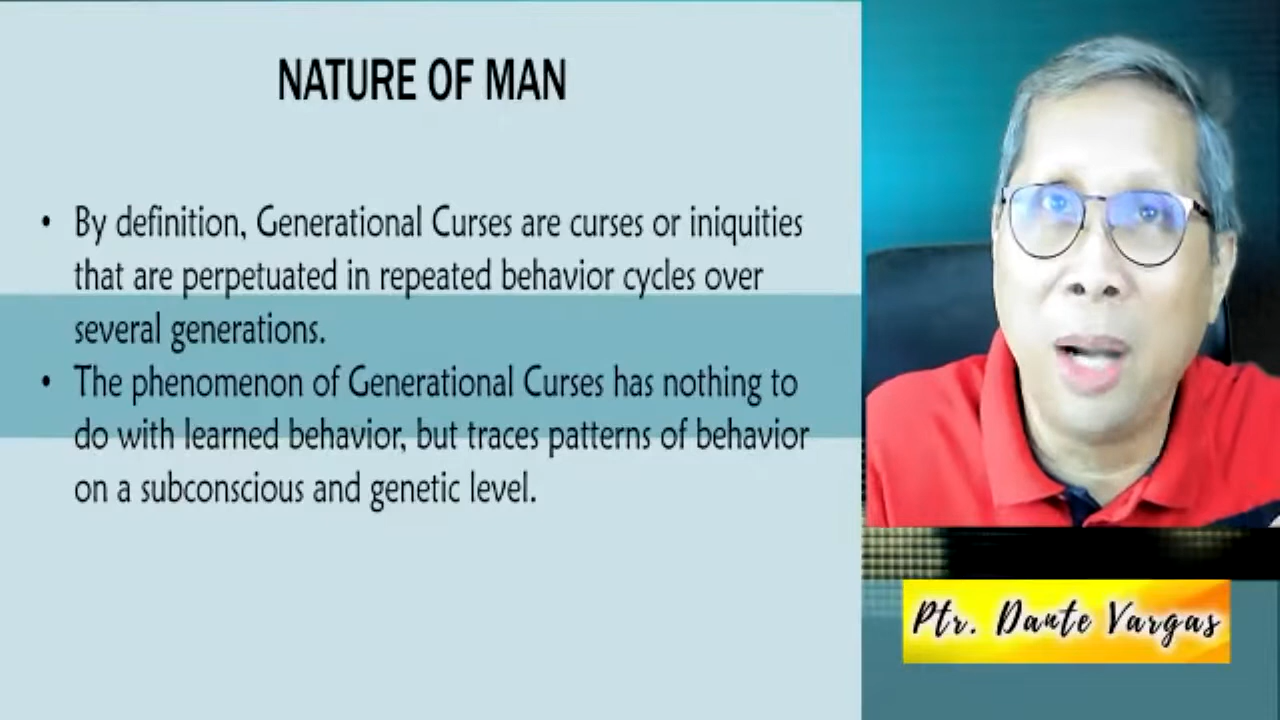 NATURE OF MAN
• By definition, Generational Curses are curses or iniquities
that are perpetuated in repeated behavior cycles over
several generations.
• The phenomenon of Generational Curses has nothing to
do with learned behavior, but traces patterns of behavior
on a subconscious and genetic level.
Ptr. Dante Vargas